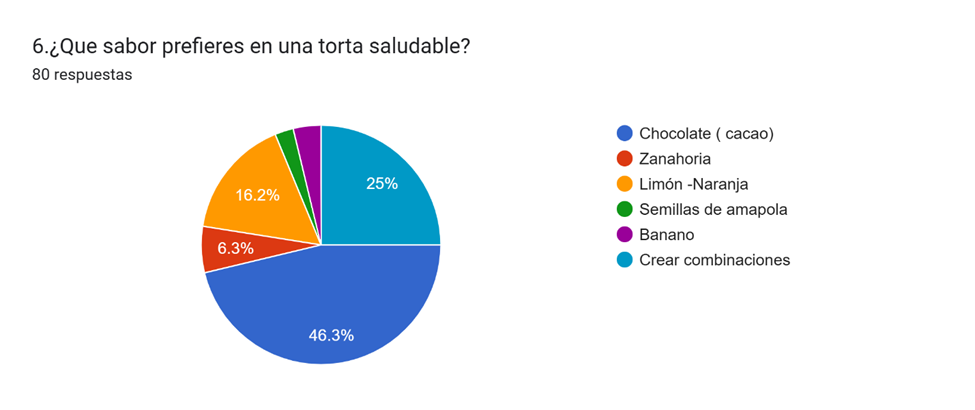 6.¿Que sabor prefieres en una torta saludable?
80 respuestas
25%
16.2%
6.3%
46.3%
Chocolate ( cacao)
Zanahoria
Limón -Naranja
Semillas de amapola
Banano
Crear combinaciones